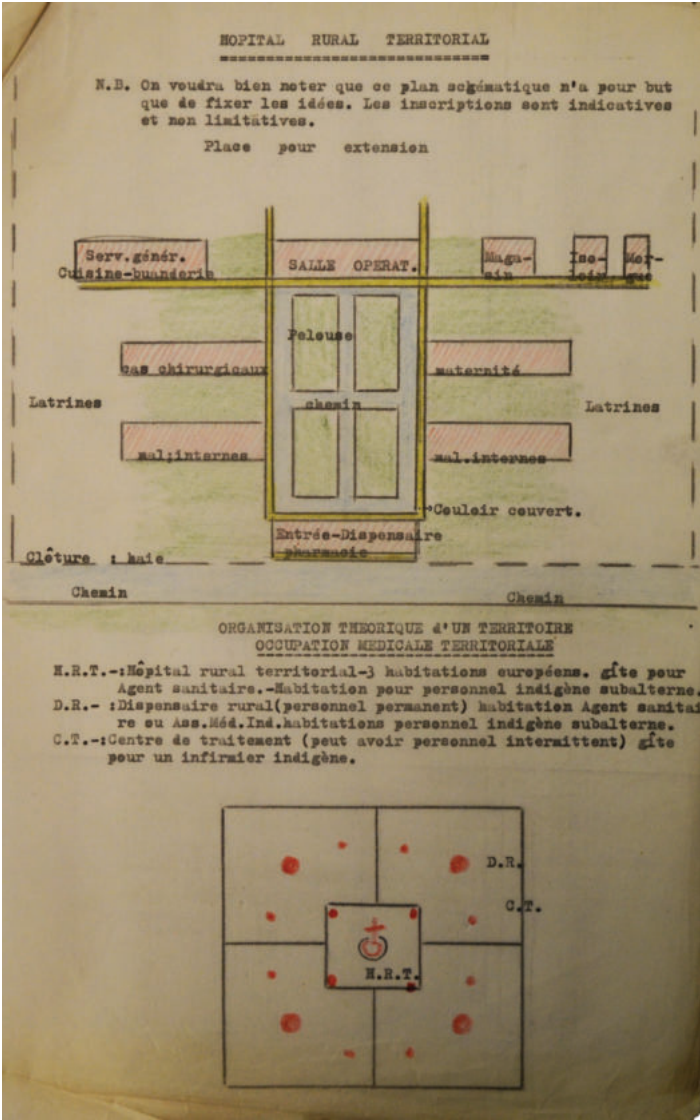 HOPITAL RURAL TERRITORIAL
N.B. On voudra bien noter que ce plan schématique n'a pour but
que de fixer les idées. Les inscriptions sont indicatives
et non limitatives.
Place pour extension
Serv.génér.
Cuisine-buanderie
SALLE OPERAT.
Maga-
sin
Iso-
loir
Mor-
gue
Pelouse
cas chirurgicaux
maternité
Latrines
chemin
Latrines
mal;internes
mal.internes
Couloir couvert.
Entrée-Dispensaire
pharmacie
Clôture : haie
Chemin
Chemin
ORGANISATION THEORIQUE d'UN TERRITOIRE
OCCUPATION MEDICALE TERRITORIALE
H.R.T.-:Hôpital rural territorial-3 habitations européens. gîte pour
Agent sanitaire.-Habitation pour personnel indigène subalterne.
D.R.- :Dispensaire rural(personnel permanent) habitation Agent sanitai
re ou Ass.Méd.Ind.habitations personnel indigène subalterne.
C.T.-:Centre de traitement (peut avoir personnel intermittent) gîte
pour un infirmier indigène.
D.R.
C.T.
H.R.T.